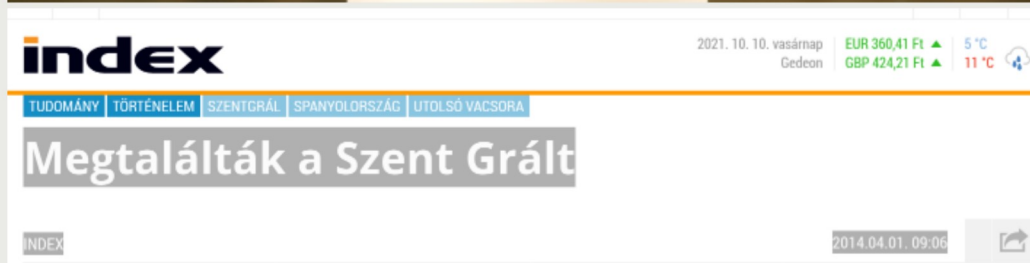 index
2021. 10. 10. vasárnap
Gedeon
EUR 360,41 Ft ▲
GBP 424,21 Ft ▲
5 °C
11 °C
TUDOMÁNY TÖRTÉNELEM SZENTGRÁL SPANYOLORSZÁG UTOLSÓ VACSORA
Megtalálták a Szent Grált
INDEX
2014.04.01. 09:06